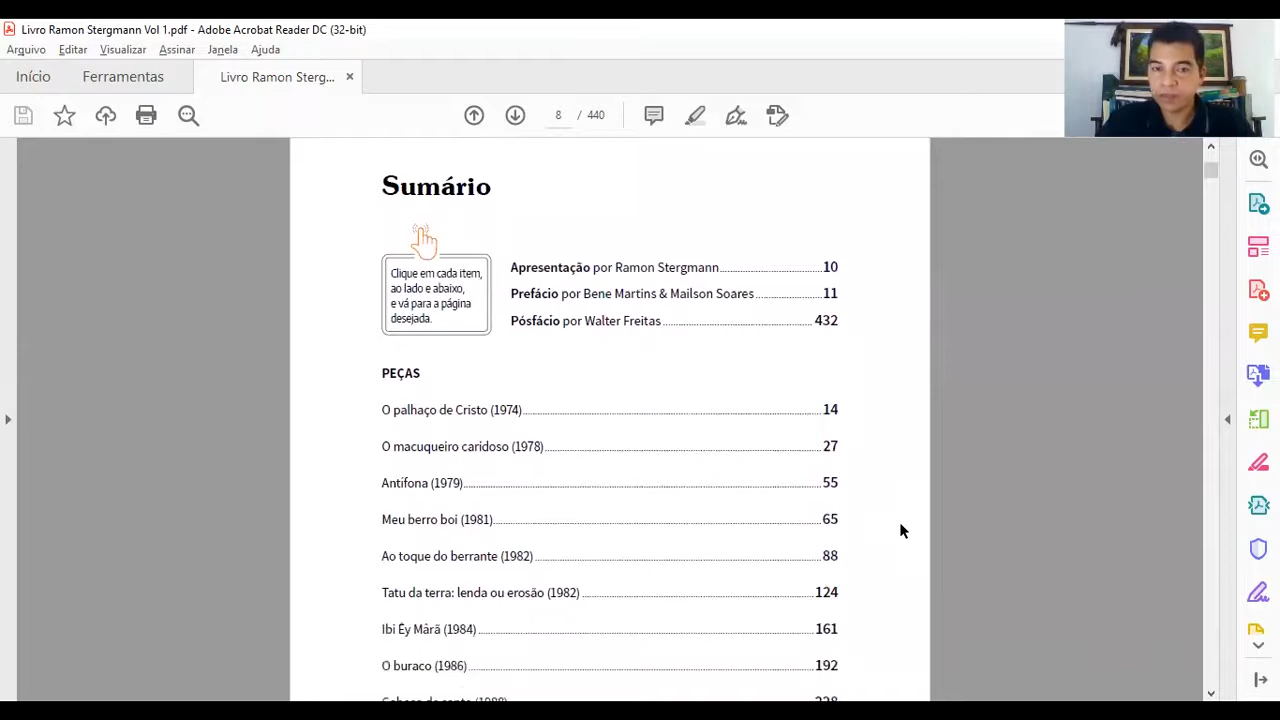 Livro Ramon Stergmann Vol 1.pdf - Adobe Acrobat Reader DC (32-bit)
Arquivo Editar Visualizar Assinar Janela Ajuda
Início Ferramentas Livro Ramon Sterg... ×
8 / 440
Sumário
Clique em cada item,
ao lado e abaixo,
e vá para a página
desejada.
Apresentação por Ramon Stergmann 10
Prefácio por Bene Martins & Mailson Soares 11
Pósfácio por Walter Freitas 432
PEÇAS
O palhaço de Cristo (1974) 14
O macuqueiro caridoso (1978) 27
Antífona (1979) 55
Meu berro boi (1981) 65
Ao toque do berrante (1982) 88
Tatu da terra: lenda ou erosão (1982) 124
Ibi Ẽy Mârã (1984) 161
O buraco (1986) 192